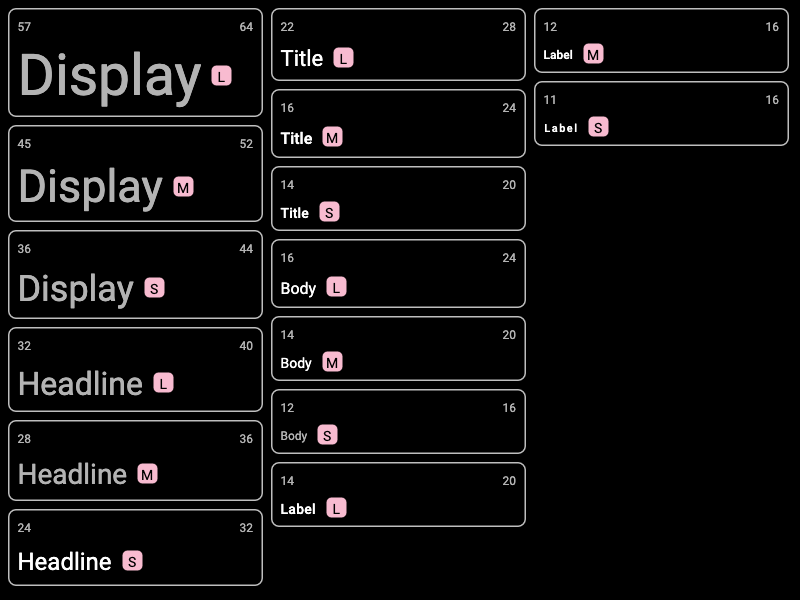 57 64
Display L
45 52
Display M
36 44
Display S
32 40
Headline L
28 36
Headline M
24 32
Headline S
22 28
Title L
16 24
Title M
14 20
Title S
16 24
Body L
14 20
Body M
12 16
Body S
14 20
Label L
12 16
Label M
11 16
Label S